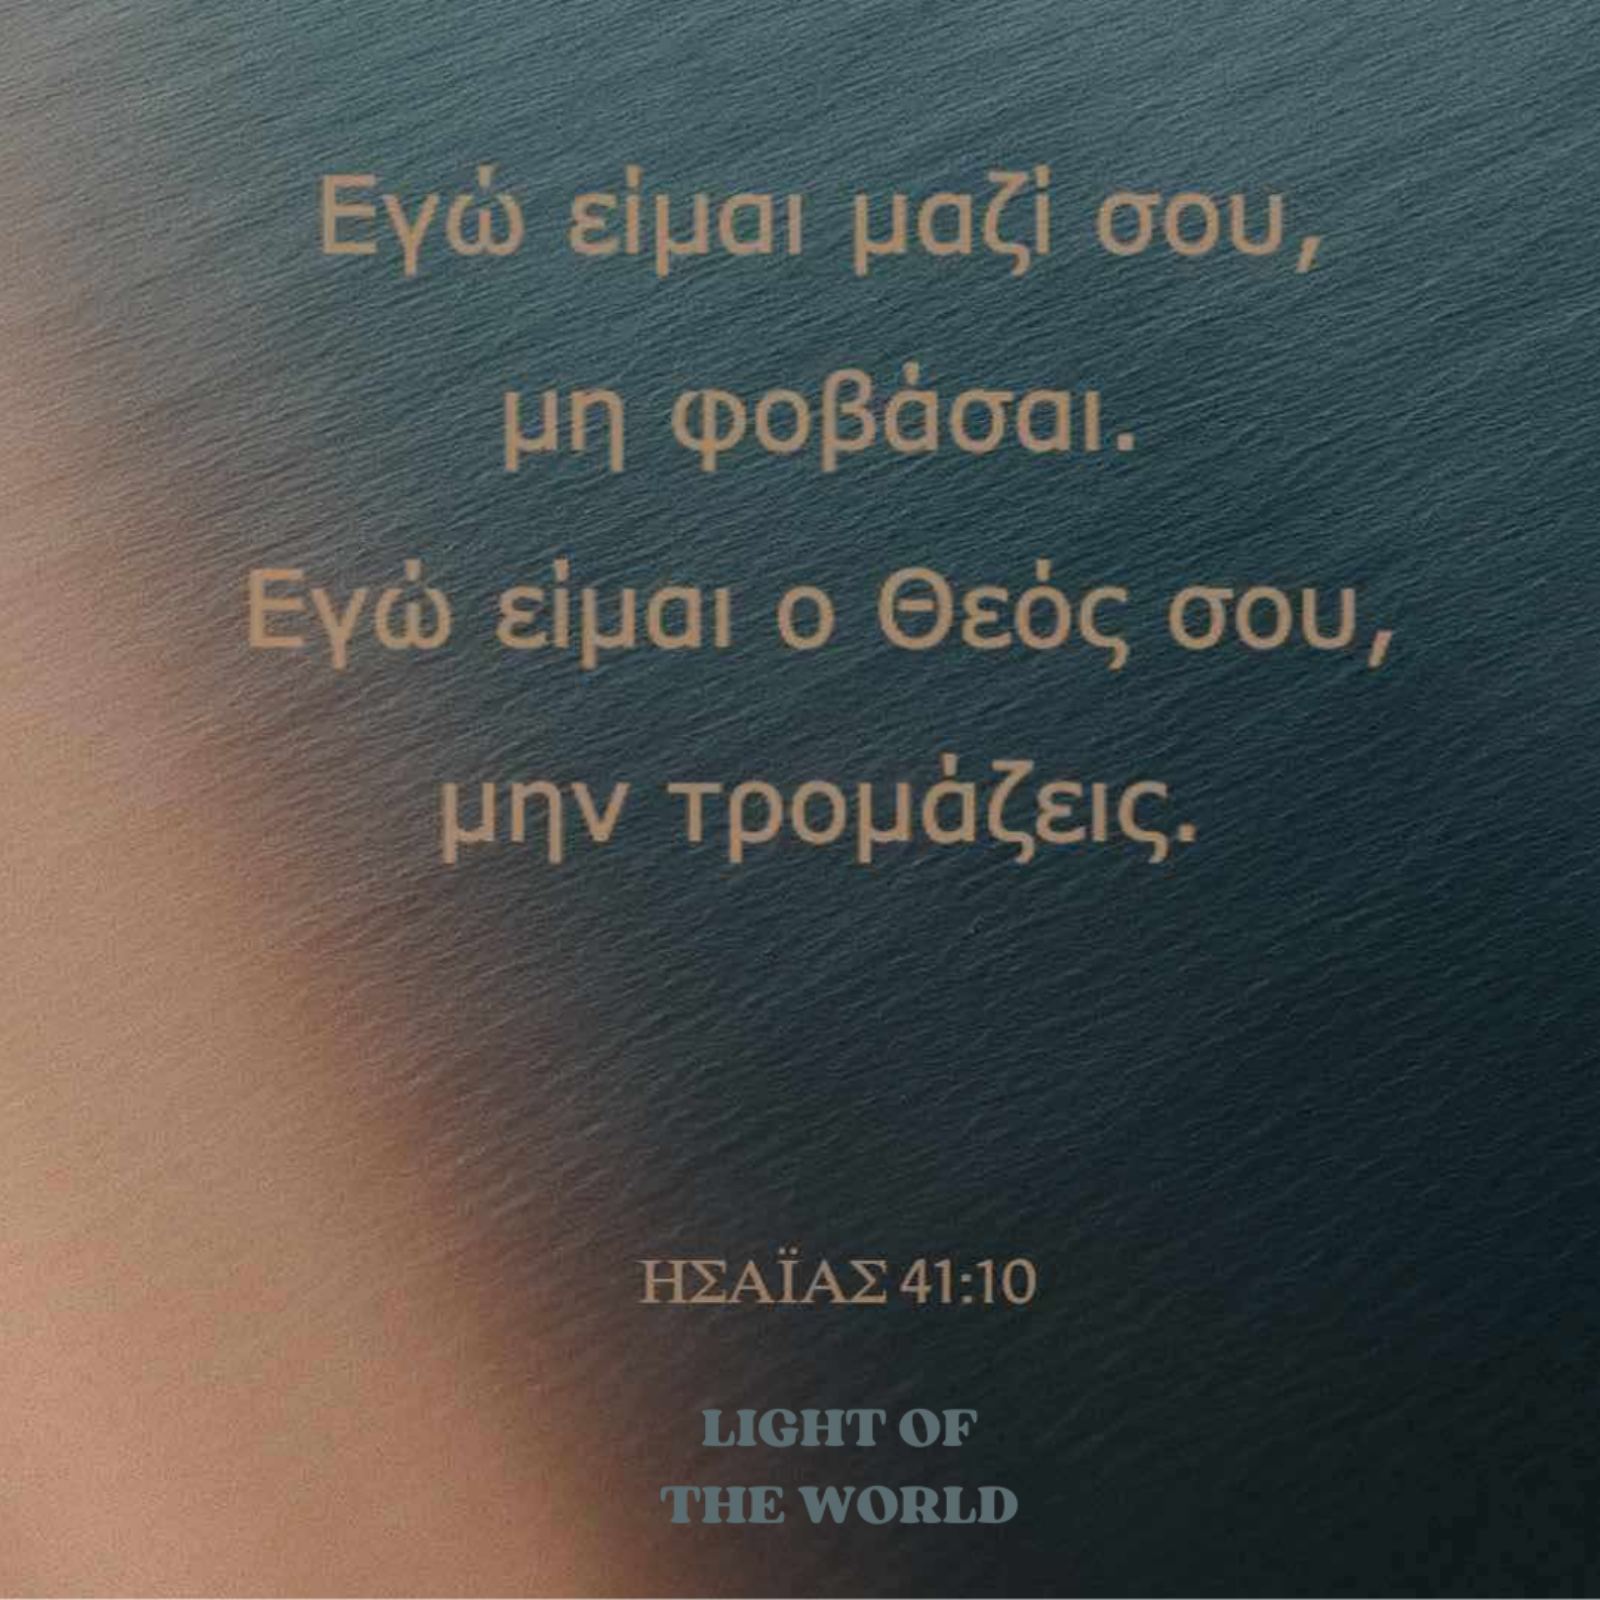 Εγώ είμαι μαζί σου,
μη φοβάσαι.
Εγώ είμαι ο Θεός σου,
μην τρομάζεις.
ΗΣΑΪΑΣ 41:10
LIGHT OF
THE WORLD